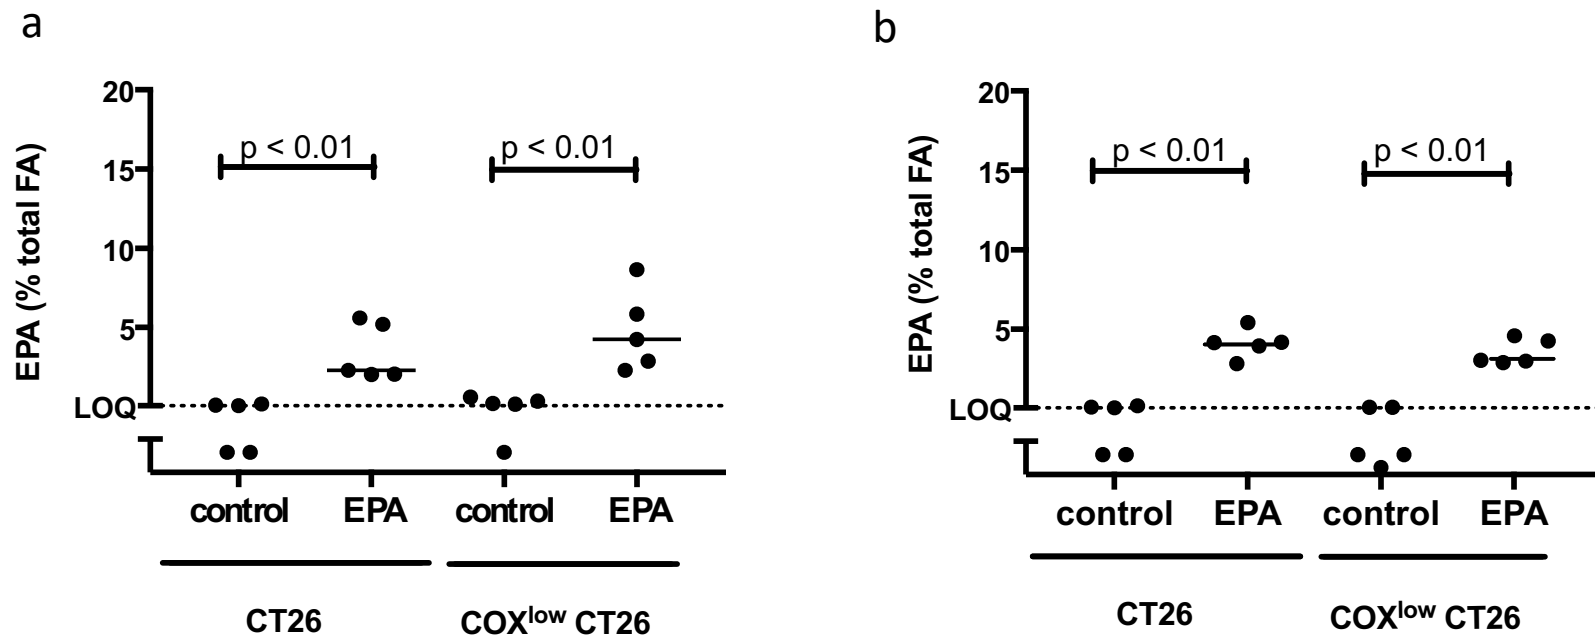 a
EPA (% total FA)
20
15
10
5
LOQ
p < 0.01
p < 0.01
control EPA control EPA
CT26
COXlow CT26
b
EPA (% total FA)
20
15
10
5
LOQ
p < 0.01
p < 0.01
control EPA control EPA
CT26
COXlow CT26